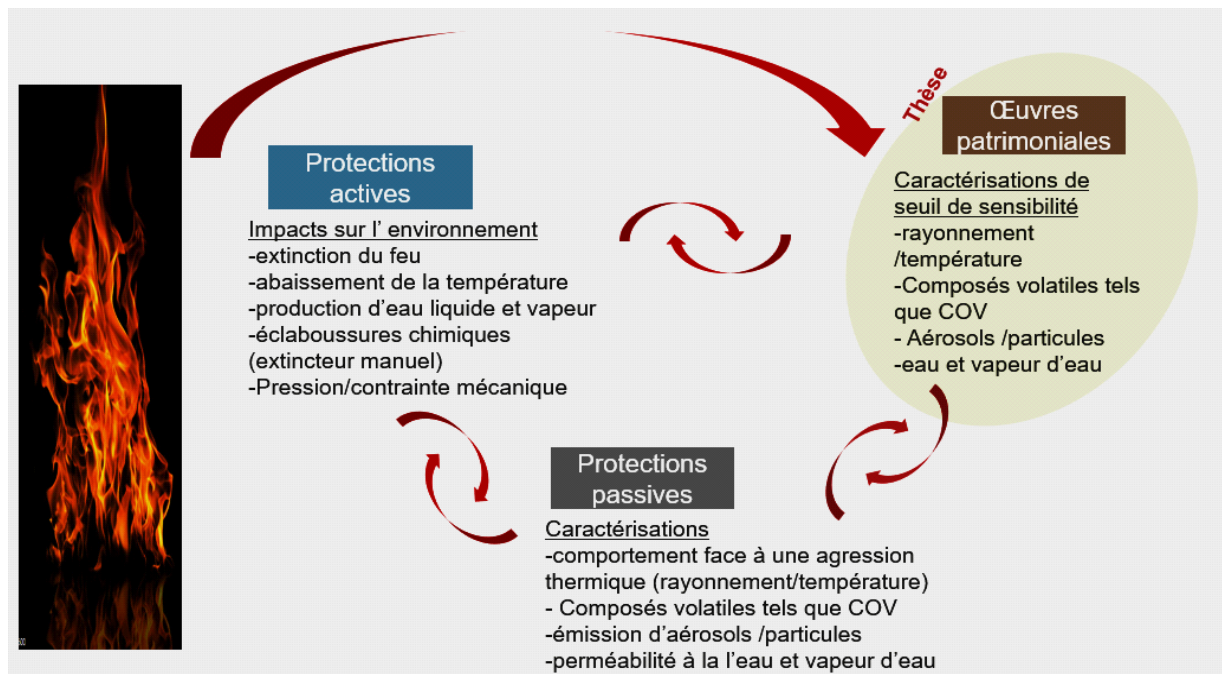 Thèse
Œuvres
patrimoniales
Caractérisations de
seuil de sensibilité
-rayonnement
/température
-Composés volatiles tels
que COV
- Aérosols /particules
-eau et vapeur d’eau
Protections
actives
Impacts sur l’ environnement
-extinction du feu
-abaissement de la température
-production d’eau liquide et vapeur
-éclaboussures chimiques
(extincteur manuel)
-Pression/contrainte mécanique
Protections
passives
Caractérisations
-comportement face à une agression
thermique (rayonnement/température)
- Composés volatiles tels que COV
-émission d’aérosols /particules
-perméabilité à la l’eau et vapeur d’eau